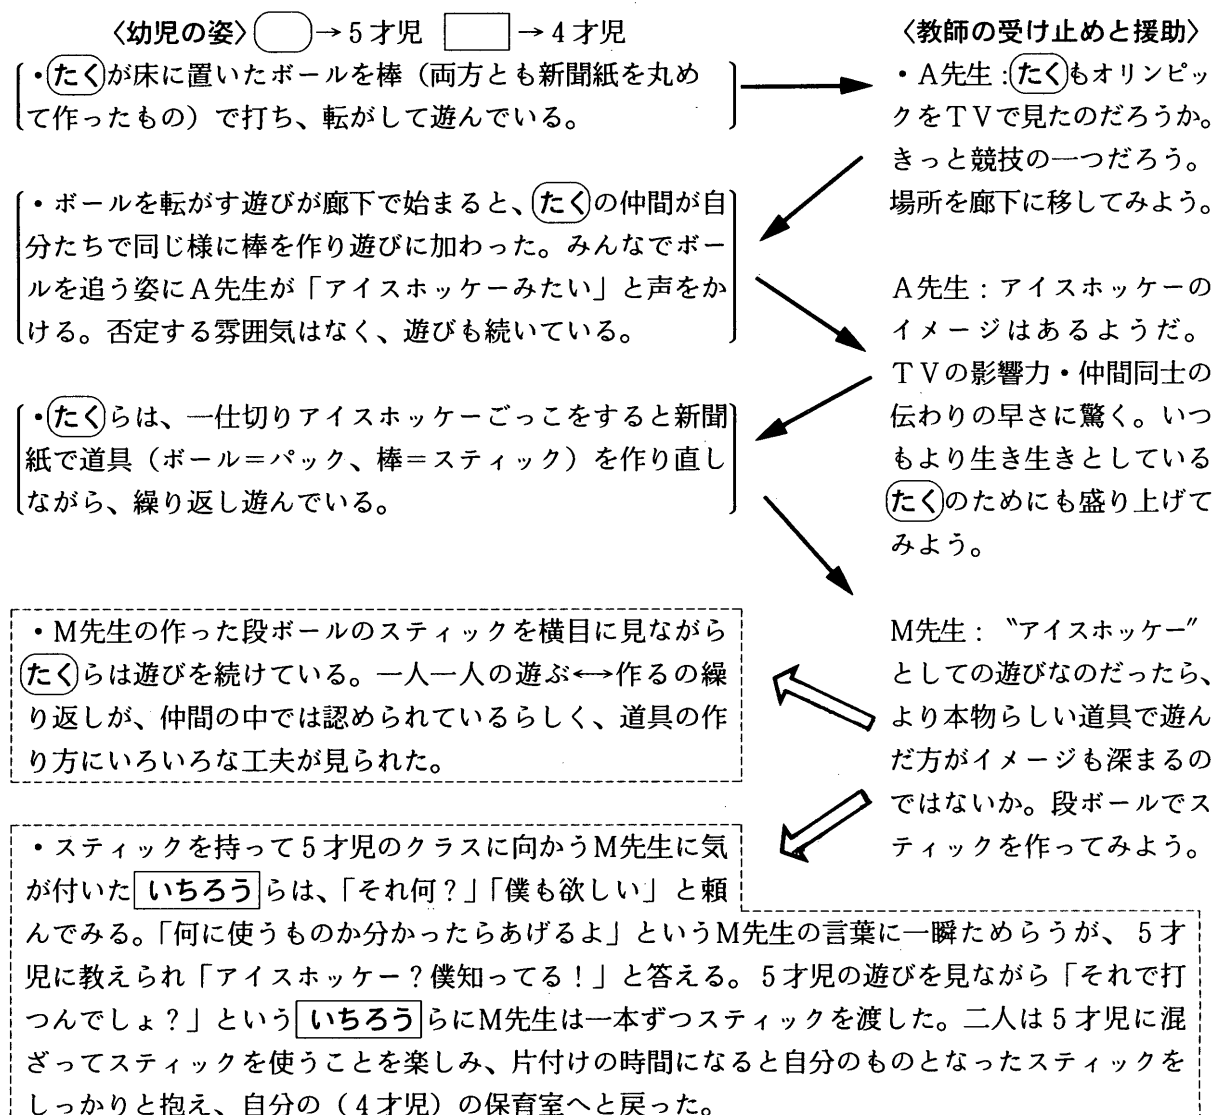 〈幼児の姿〉 → 5才児 → 4才児
・たくが床に置いたボールを棒（両方とも新聞紙を丸め
て作ったもの）で打ち、転がして遊んでいる。
・ボールを転がす遊びが廊下で始まると、たくの仲間が自
分たちで同じ様に棒を作り遊びに加わった。みんなでボー
ルを追う姿にA先生が「アイスホッケーみたい」と声をか
ける。否定する雰囲気はなく、遊びも続いている。
・たくらは、一仕切りアイスホッケーごっこをすると新聞
紙で道具（ボール＝パック、棒＝スティック）を作り直し
ながら、繰り返し遊んでいる。
・M先生の作った段ボールのスティックを横目に見ながら
たくらは遊びを続けている。一人一人の遊ぶ↔作るの繰
り返しが、仲間の中では認められているらしく、道具の作
り方にいろいろな工夫が見られた。
〈教師の受け止めと援助〉
・A先生：たくもオリンピッ
クをTVで見たのだろうか。
きっと競技の一つだろう。
場所を廊下に移してみよう。
A先生：アイスホッケーの
イメージはあるようだ。
TVの影響力・仲間同士の
伝わりの早さに驚く。いつ
もより生き生きとしている
たくのためにも盛り上げて
みよう。
M先生：〝アイスホッケー〞
としての遊びなのだったら、
より本物らしい道具で遊ん
だ方がイメージも深まるの
ではないか。段ボールでス
ティックを作ってみよう。
・スティックを持って5才児のクラスに向かうM先生に気
が付いたいちろうらは、「それ何？」「僕も欲しい」と頼
んでみる。「何に使うものか分かったらあげるよ」というM先生の言葉に一瞬ためらうが、5才
児に教えられ「アイスホッケー？僕知ってる！」と答える。5才児の遊びを見ながら「それで打
つんでしょ？」といういちろうらにM先生は一本ずつスティックを渡した。二人は5才児に混
ざってスティックを使うことを楽しみ、片付けの時間になると自分のものとなったスティックを
しっかりと抱え、自分の（4才児）の保育室へと戻った。